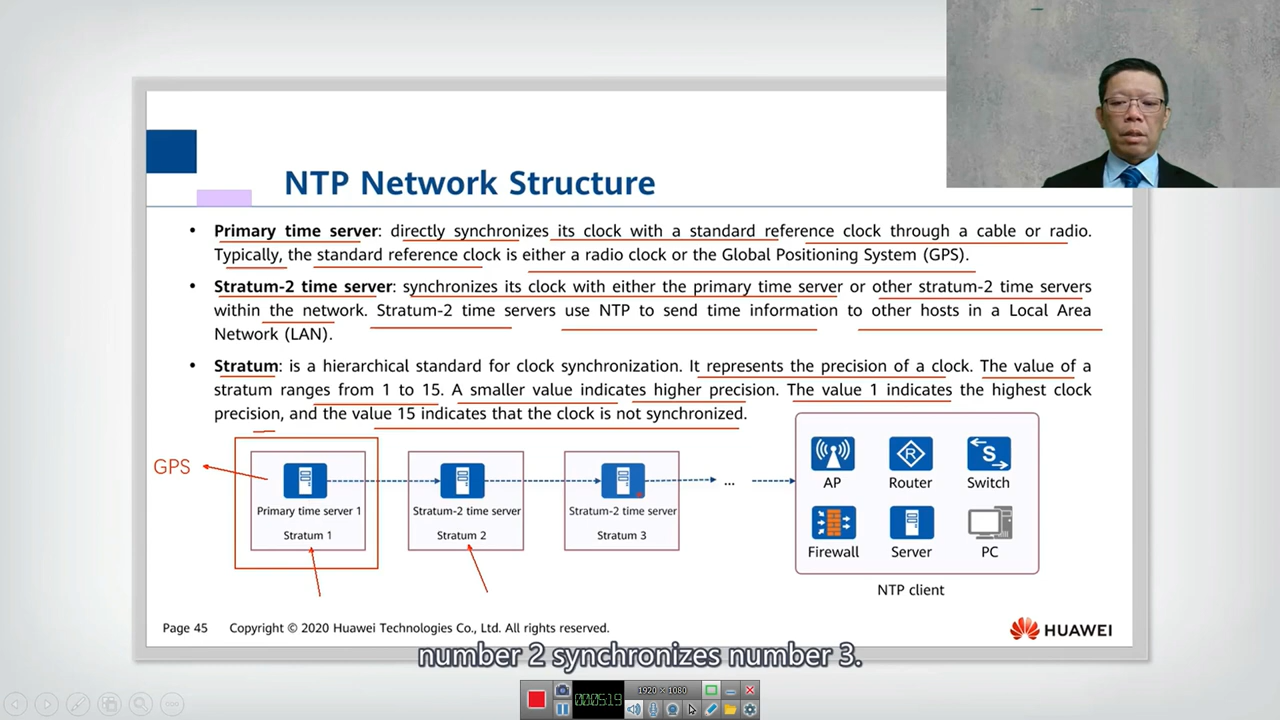 NTP Network Structure
• Primary time server: directly synchronizes its clock with a standard reference clock through a cable or radio.
Typically, the standard reference clock is either a radio clock or the Global Positioning System (GPS).
• Stratum-2 time server: synchronizes its clock with either the primary time server or other stratum-2 time servers
within the network. Stratum-2 time servers use NTP to send time information to other hosts in a Local Area
Network (LAN).
• Stratum: is a hierarchical standard for clock synchronization. It represents the precision of a clock. The value of a
stratum ranges from 1 to 15. A smaller value indicates higher precision. The value 1 indicates the highest clock
precision, and the value 15 indicates that the clock is not synchronized.
GPS
Primary time server 1
Stratum 1
Stratum-2 time server
Stratum 2
Stratum-2 time server
Stratum 3
...
AP
Router
Switch
R
S
Firewall
Server
PC
NTP client
Page 45
Copyright © 2020 Huawei Technologies Co., Ltd. All rights reserved.
HUAWEI
number 2 synchronizes number 3.
000519
1920 × 1080